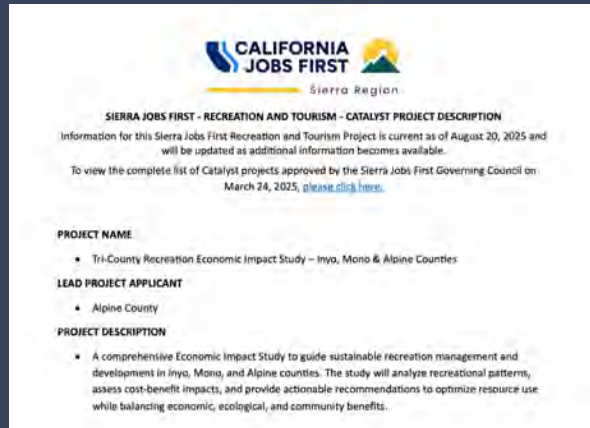 CALIFORNIA
JOBS FIRST
Sierra Region
SIERRA JOBS FIRST - RECREATION AND TOURISM - CATALYST PROJECT DESCRIPTION
Information for this Sierra Jobs First Recreation and Tourism Project is current as of August 20, 2025 and
will be updated as additional information becomes available.
To view the complete list of Catalyst projects approved by the Sierra Jobs First Governing Council on
March 24, 2025, please click here.
PROJECT NAME
• Tri-County Recreation Economic Impact Study – Inyo, Mono & Alpine Counties
LEAD PROJECT APPLICANT
• Alpine County
PROJECT DESCRIPTION
• A comprehensive Economic Impact Study to guide sustainable recreation management and
development in Inyo, Mono, and Alpine counties. The study will analyze recreational patterns,
assess cost-benefit impacts, and provide actionable recommendations to optimize resource use
while balancing economic, ecological, and community benefits.